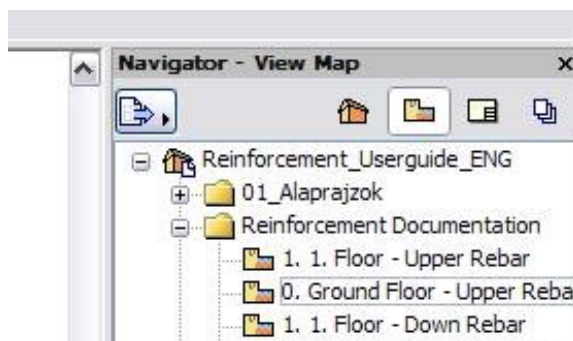 Navigator - View Map
Reinforcement_Userguide_ENG
01_Alaprajzok
Reinforcement Documentation
1. 1. Floor - Upper Rebar
0. Ground Floor - Upper Reba
1. 1. Floor - Down Rebar